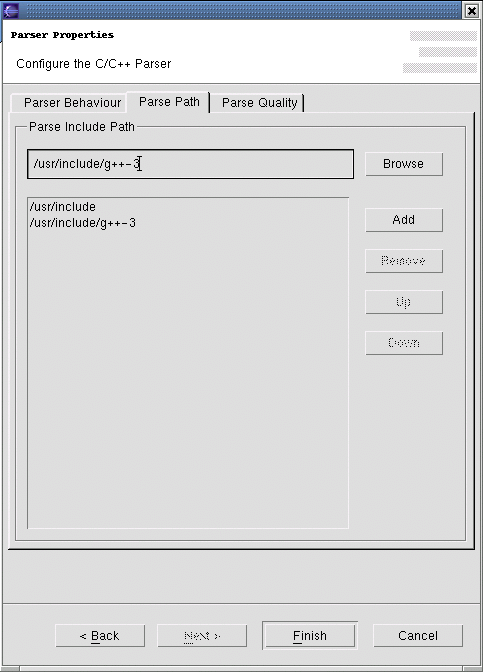 Parser Properties
Configure the C/C++ Parser
Parser Behaviour Parse Path Parse Quality
Parse Include Path
/usr/include/g++-3 Browse
/usr/include
/usr/include/g++-3
Add
Remove
Up
Down
< Back Next > Finish Cancel